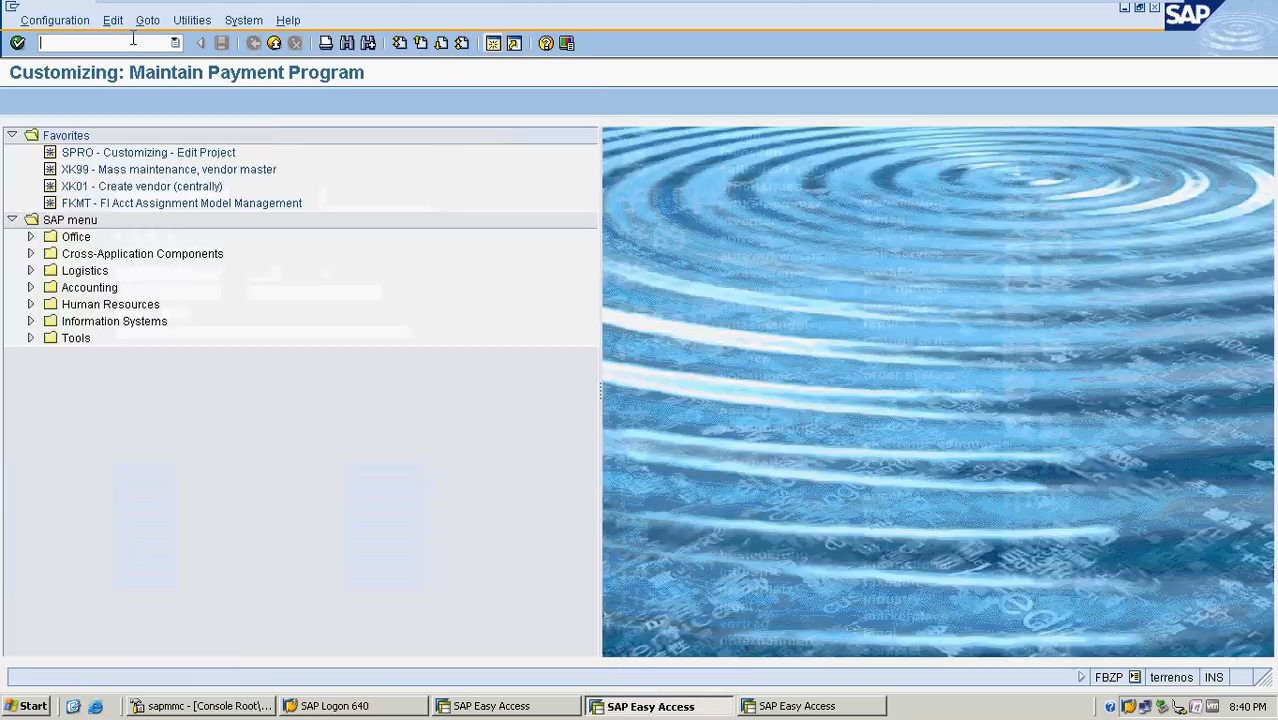 Configuration Edit Goto Utilities System Help
SAP
Customizing: Maintain Payment Program
Favorites
SPRO - Customizing - Edit Project
XK99 - Mass maintenance, vendor master
XK01 - Create vendor (centrally)
FKMT - FI Acct Assignment Model Management
SAP menu
Office
Cross-Application Components
Logistics
Accounting
Human Resources
Information Systems
Tools
FBZP terrenos INS
Start sapmmc - [Console Root\... SAP Logon 640 SAP Easy Access SAP Easy Access SAP Easy Access 8:40 PM